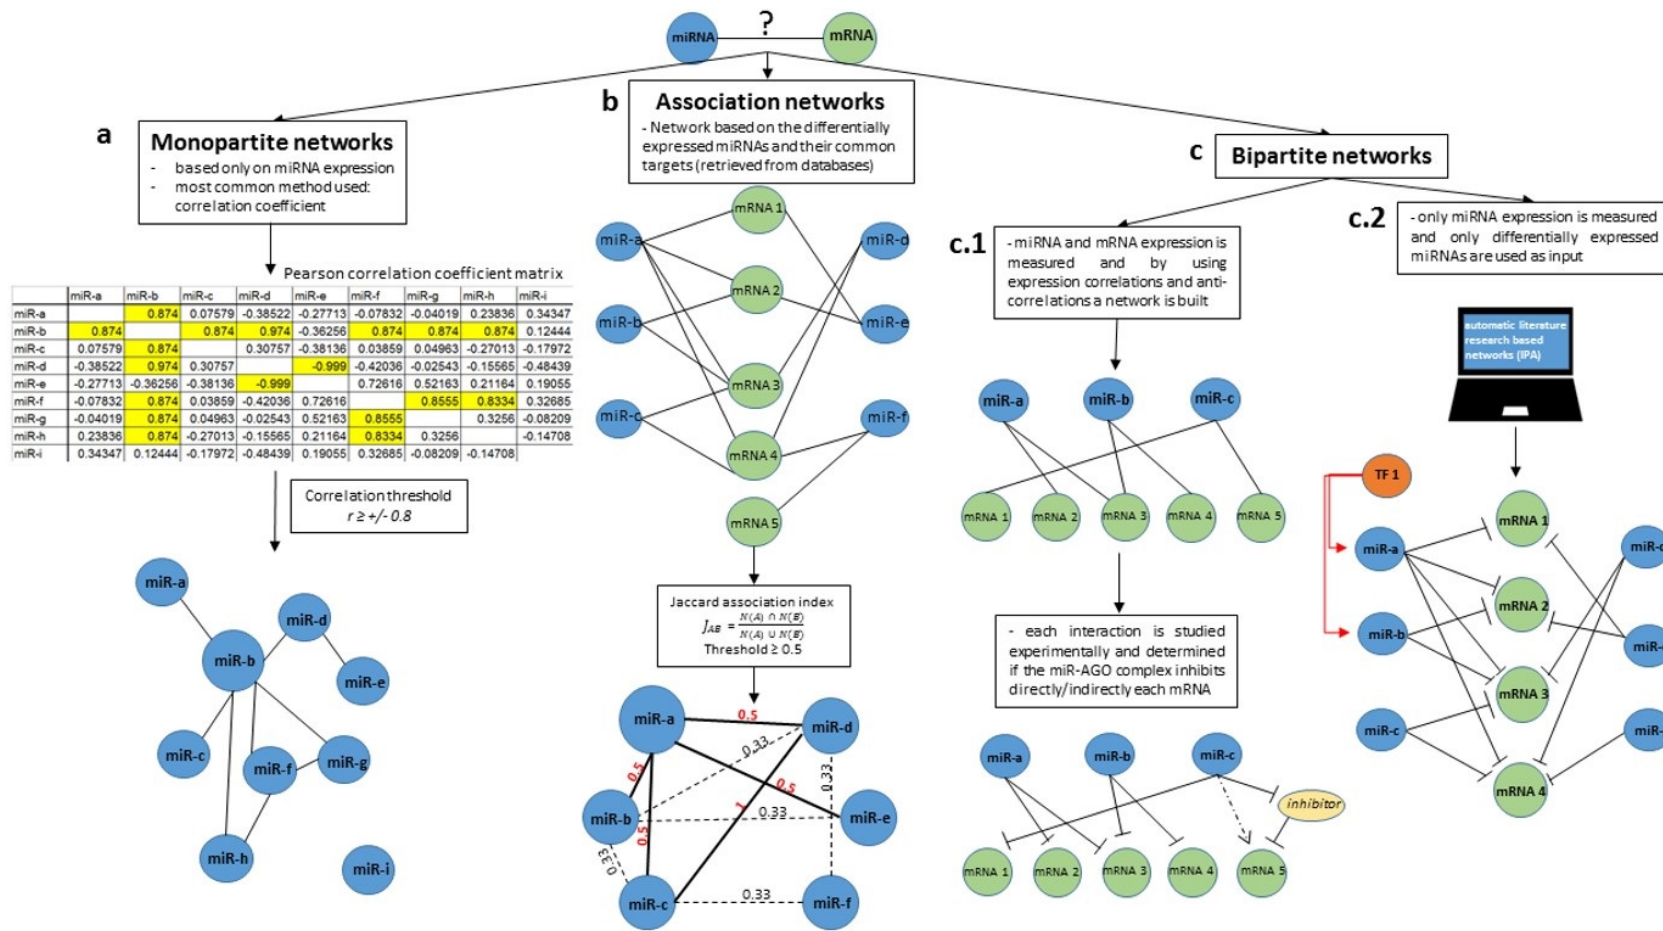 miRNA ? mRNA
a
Monopartite networks
- based only on miRNA expression
- most common method used:
correlation coefficient
Pearson correlation coefficient matrix
miR-a miR-b miR-c miR-d miR-e miR-f miR-g miR-h miR-i
miR-a 0.874 0.07579 -0.38522 -0.27713 -0.07832 -0.04019 0.23836 0.34347
miR-b 0.874 0.874 0.974 -0.36256 0.874 0.874 0.874 0.12444
miR-c 0.07579 0.874 0.30757 -0.38136 0.03859 0.04963 -0.27013 -0.17972
miR-d -0.38522 0.974 0.30757 -0.999 -0.42036 -0.02543 -0.15565 -0.48439
miR-e -0.27713 -0.36256 -0.38136 -0.999 0.72616 0.52163 0.21164 0.19055
miR-f -0.07832 0.874 0.03859 -0.42036 0.72616 0.8555 0.8334 0.32685
miR-g -0.04019 0.874 0.04963 -0.02543 0.52163 0.8555 0.3256 -0.08209
miR-h 0.23836 0.874 -0.27013 -0.15565 0.21164 0.8334 0.3256 -0.14708
miR-i 0.34347 0.12444 -0.17972 -0.48439 0.19055 0.32685 -0.08209 -0.14708
Correlation threshold
r ≥ +/- 0.8
miR-a
miR-d
miR-b
miR-e
miR-c
miR-f
miR-g
miR-h
miR-i
b
Association networks
- Network based on the differentially
expressed miRNAs and their common
targets (retrieved from databases)
mRNA 1
miR-a
miR-d
mRNA 2
miR-b
miR-e
mRNA 3
miR-c
miR-f
mRNA 4
mRNA 5
Jaccard association index
J_AB = N(A) ∩ N(B)
N(A) ∪ N(B)
Threshold ≥ 0.5
miR-a
0.5
miR-d
0.33
0.5
0.33
0.5
miR-b
0.33
miR-e
1
0.5
0.33
miR-c
0.33
miR-f
c
Bipartite networks
c.1
- miRNA and mRNA expression is
measured and by using
expression correlations and anti-
correlations a network is built
miR-a miR-b miR-c
mRNA 1 mRNA 2 mRNA 3 mRNA 4 mRNA 5
- each interaction is studied
experimentally and determined
if the miR-AGO complex inhibits
directly/indirectly each mRNA
miR-a miR-b miR-c
inhibitor
mRNA 1 mRNA 2 mRNA 3 mRNA 4 mRNA 5
c.2
- only miRNA expression is measured
and only differentially expressed
miRNAs are used as input
automatic literature
research based
networks (IPA)
TF 1
mRNA 1
miR-a
mRNA 2
miR-b
mRNA 3
miR-c
mRNA 4